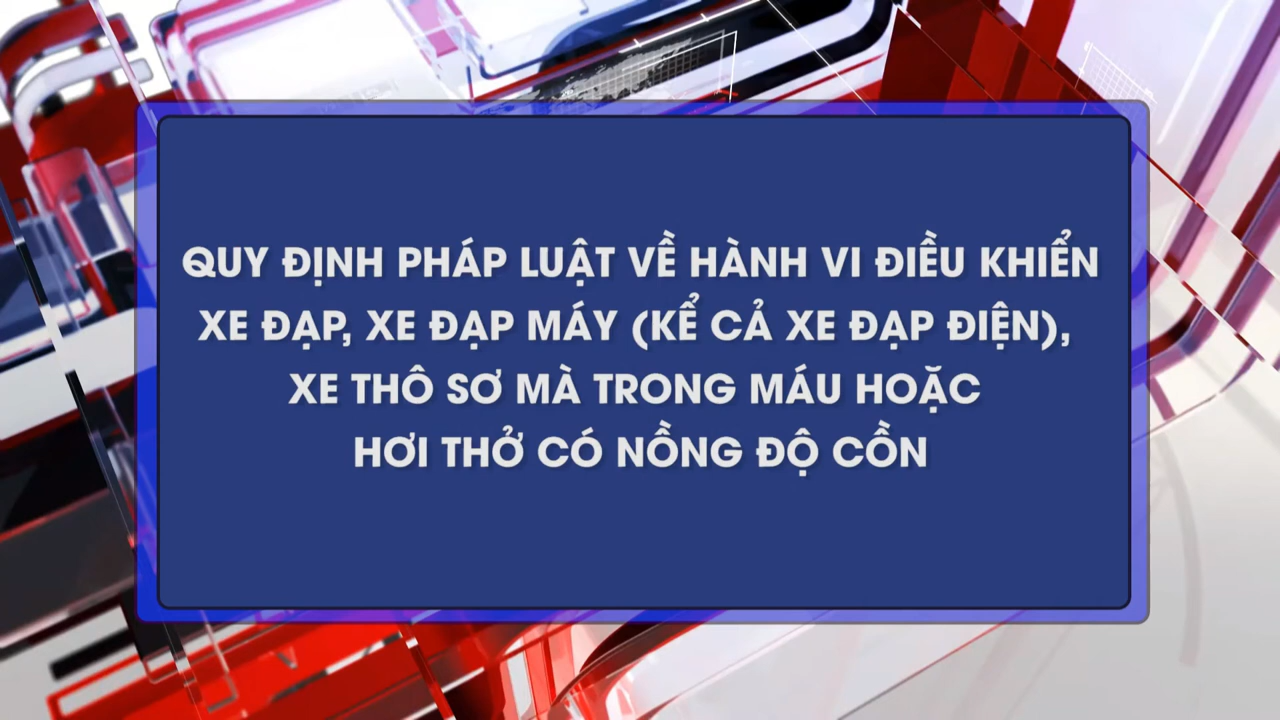 QUY ĐỊNH PHÁP LUẬT VỀ HÀNH VI ĐIỀU KHIỂN
XE ĐẠP, XE ĐẠP MÁY (KỂ CẢ XE ĐẠP ĐIỆN),
XE THÔ SƠ MÀ TRONG MÁU HOẶC
HƠI THỞ CÓ NỒNG ĐỘ CỒN